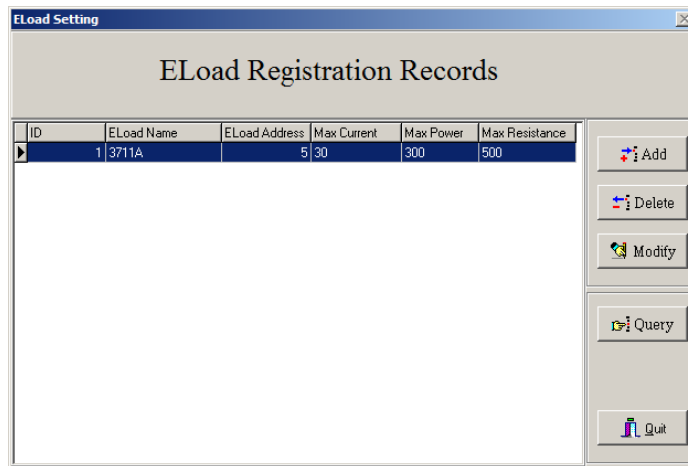 ELoad Setting
ELoad Registration Records
ID ELoad Name ELoad Address Max Current Max Power Max Resistance
1 3711A 5 30 300 500
Add
Delete
Modify
Query
Quit